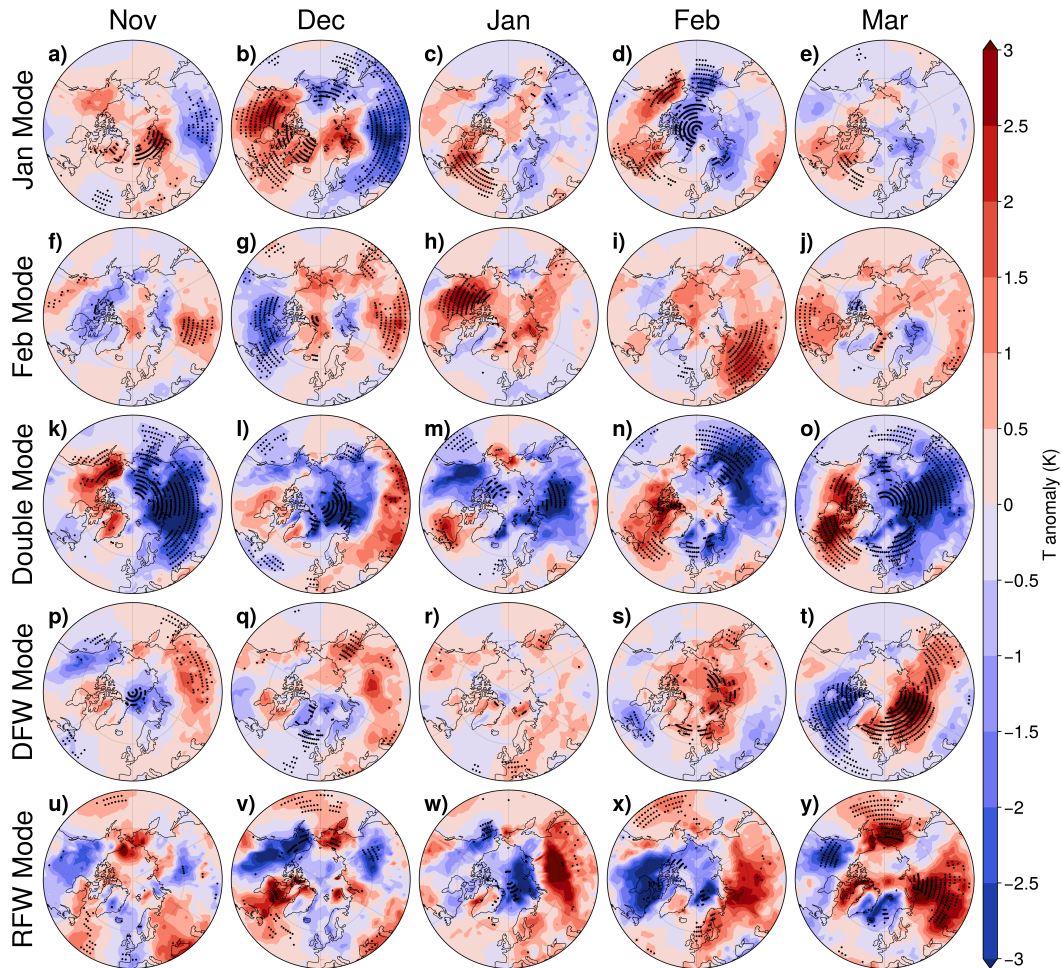 Nov Dec Jan Feb Mar
Jan Mode
a) b) c) d) e)
Feb Mode
f) g) h) i) j)
Double Mode
k) l) m) n) o)
DFW Mode
p) q) r) s) t)
RFW Mode
u) v) w) x) y)
3
2.5
2
1.5
1
0.5
0
−0.5
−1
−1.5
−2
−2.5
−3
T anomaly (K)